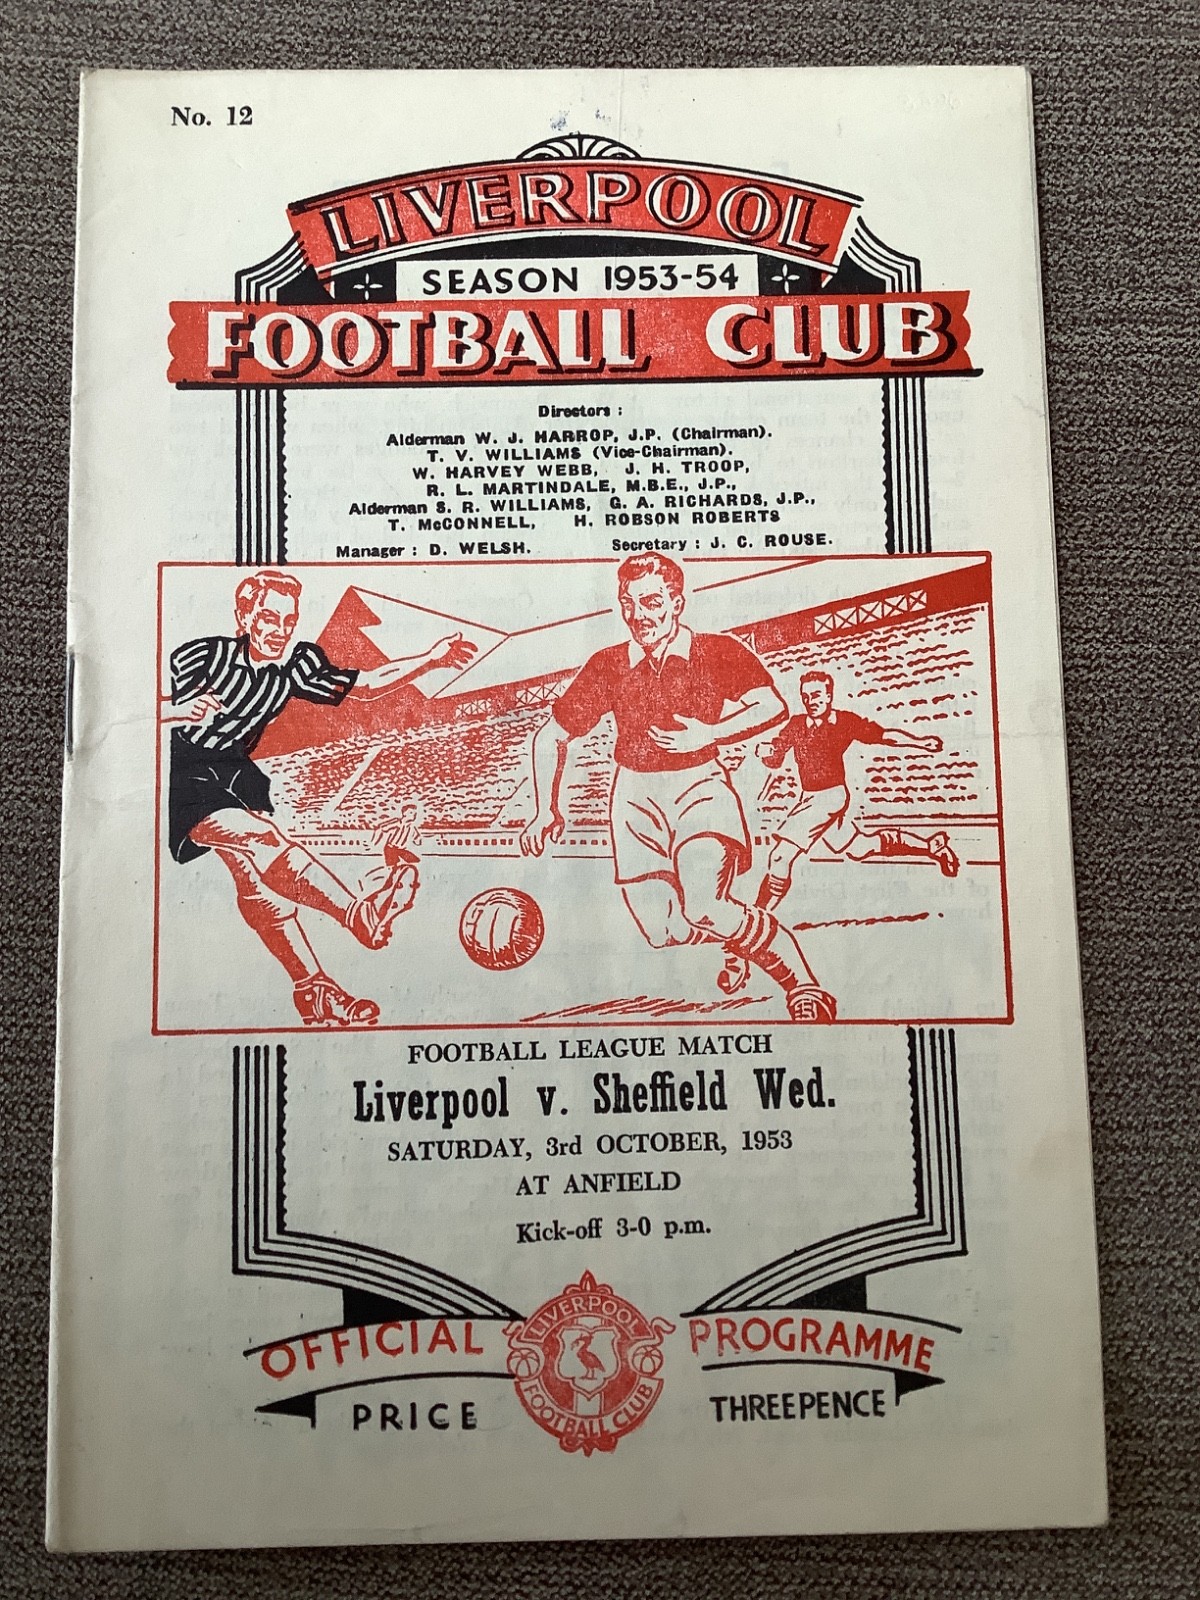 No. 12
LIVERPOOL
SEASON 1953-54
FOOTBALL CLUB
Directors :
Alderman W. J. HARROP, J.P. (Chairman).
T. V. WILLIAMS (Vice-Chairman).
W. HARVEY WEBB, J. H. TROOP,
R. L. MARTINDALE, M.B.E., J.P.,
Alderman S. R. WILLIAMS, G. A. RICHARDS, J.P.,
T. McCONNELL, H. ROBSON ROBERTS
Manager : D. WELSH. Secretary : J. C. ROUSE.
FOOTBALL LEAGUE MATCH
Liverpool v. Sheffield Wed.
SATURDAY, 3rd OCTOBER, 1953
AT ANFIELD
Kick-off 3-0 p.m.
OFFICIAL PROGRAMME
LIVERPOOL
FOOTBALL CLUB
PRICE THREEPENCE